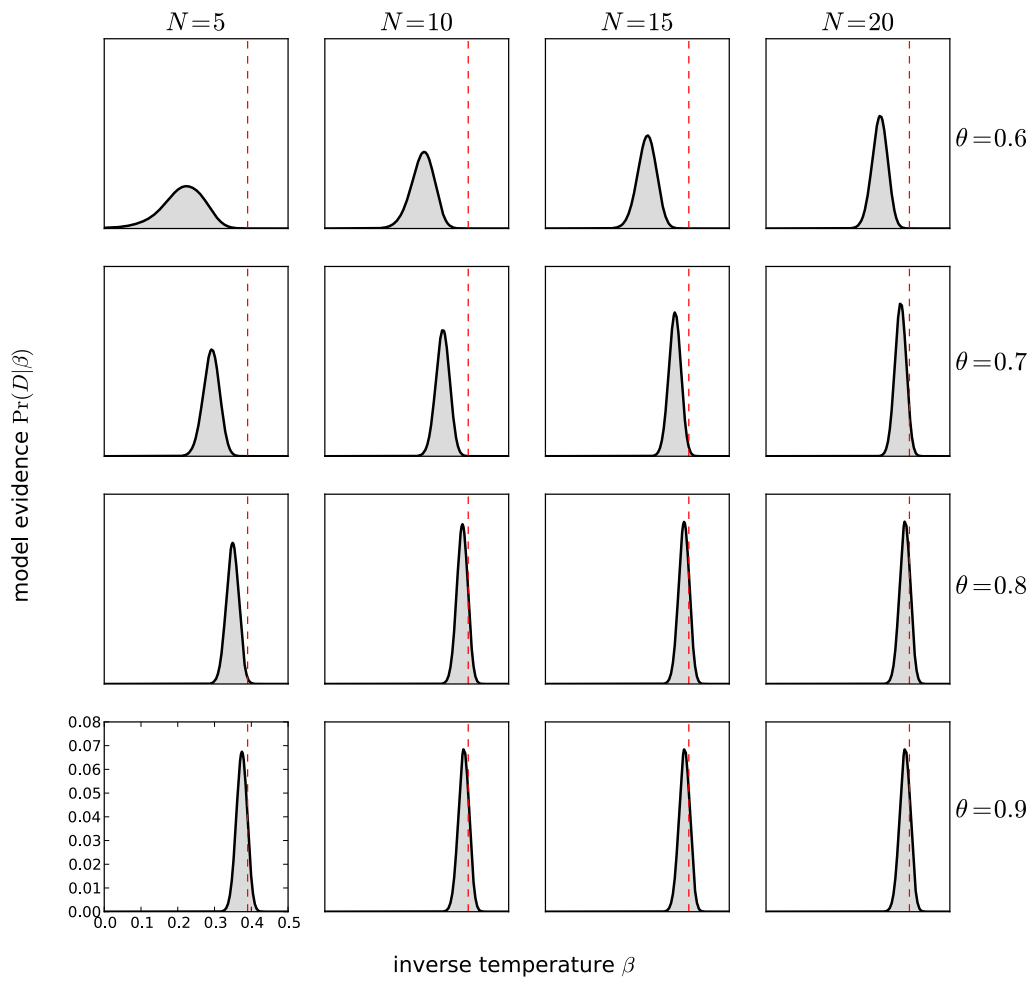 N=5 N=10 N=15 N=20
θ=0.6
θ=0.7
model evidence Pr(D|β)
θ=0.8
θ=0.9
0.08
0.07
0.06
0.05
0.04
0.03
0.02
0.01
0.00
0.0 0.1 0.2 0.3 0.4 0.5
inverse temperature β